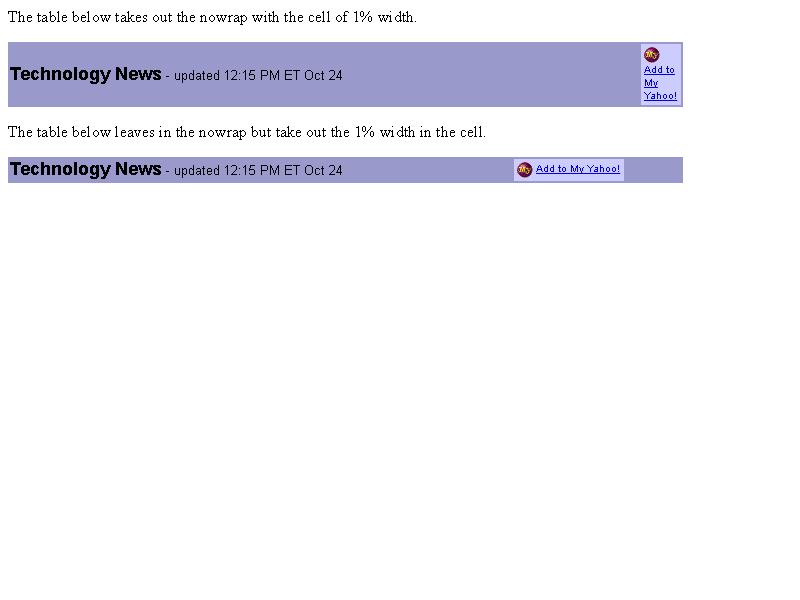 The table below takes out the nowrap with the cell of 1% width.
Technology News - updated 12:15 PM ET Oct 24
My
Add to
My
Yahoo!
The table below leaves in the nowrap but take out the 1% width in the cell.
Technology News - updated 12:15 PM ET Oct 24
My Add to My Yahoo!